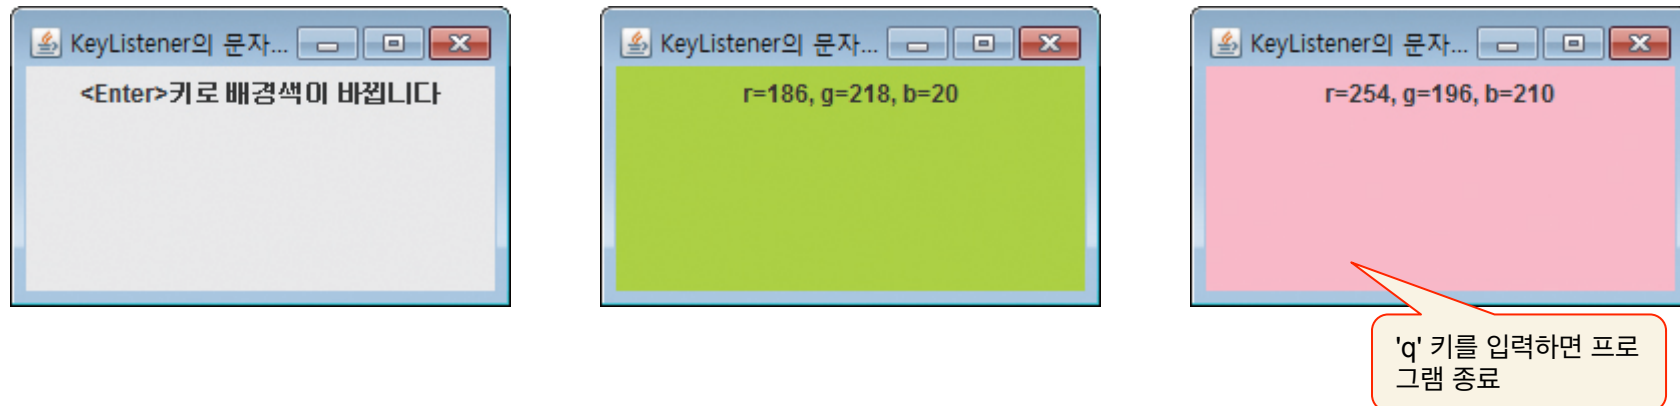 KeyListener의 문자...
<Enter>키로 배경색이 바뀝니다
KeyListener의 문자...
r=186, g=218, b=20
KeyListener의 문자...
r=254, g=196, b=210
'q' 키를 입력하면 프로
그램 종료